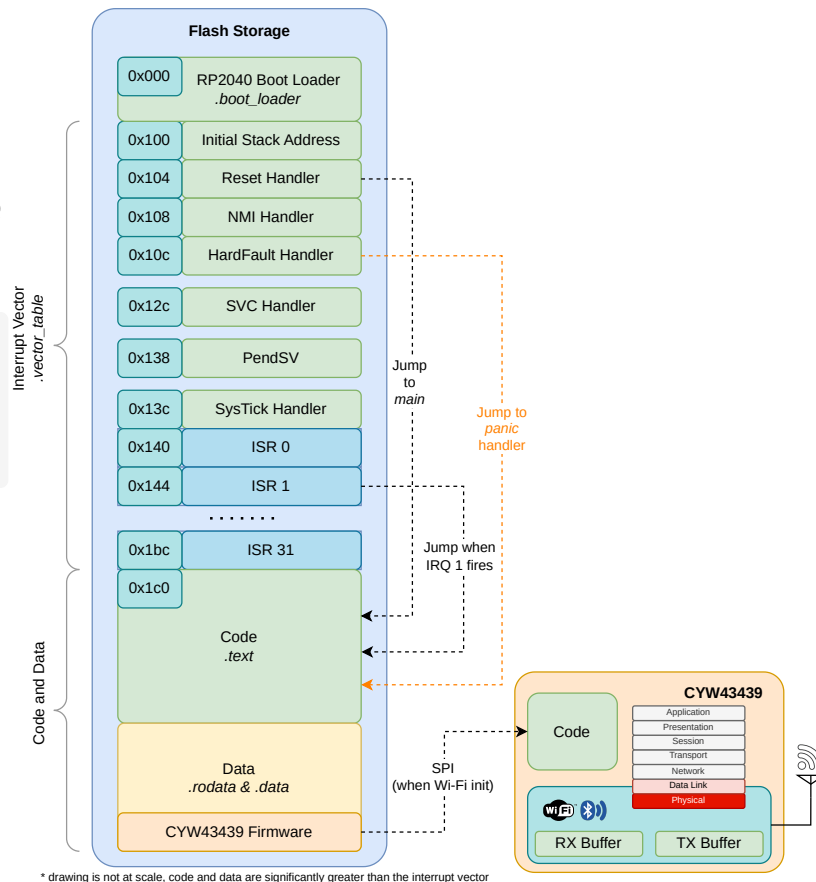 Flash Storage
0x000
RP2040 Boot Loader
.boot_loader
0x100
Initial Stack Address
0x104
Reset Handler
0x108
NMI Handler
0x10c
HardFault Handler
0x12c
SVC Handler
0x138
PendSV
0x13c
SysTick Handler
0x140
ISR 0
0x144
ISR 1
.......
0x1bc
ISR 31
0x1c0
Code
.text
Data
.rodata & .data
CYW43439 Firmware
Interrupt Vector
.vector_table
Code and Data
Jump
to
main
Jump to
panic
handler
Jump when
IRQ 1 fires
SPI
(when Wi-Fi init)
CYW43439
Code
Application
Presentation
Session
Transport
Network
Data Link
Physical
WiFi
RX Buffer
TX Buffer
* drawing is not at scale, code and data are significantly greater than the interrupt vector